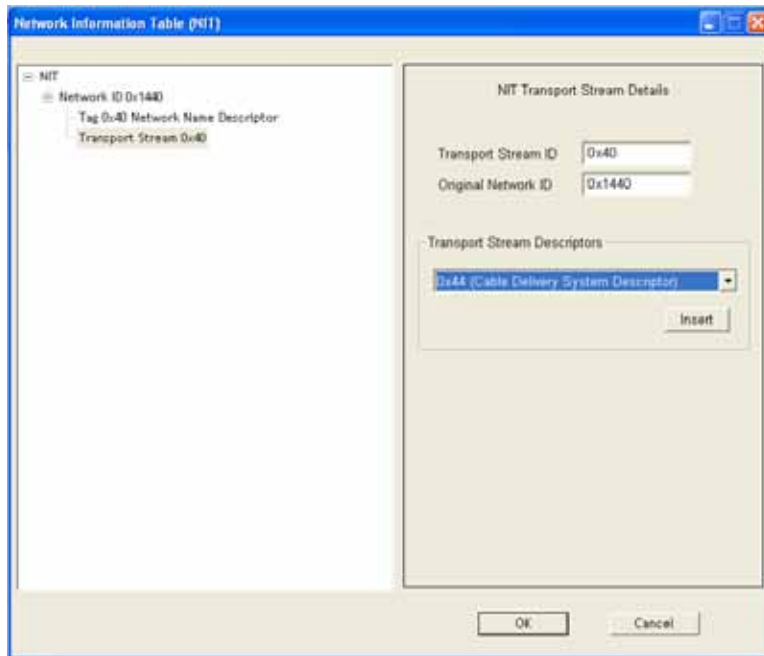 Network Information Table (NIT)
NIT
Network ID 0x1440
Tag 0x40 Network Name Descriptor
Transport Stream 0x40
NIT Transport Stream Details
Transport Stream ID 0x40
Original Network ID 0x1440
Transport Stream Descriptors
0x44 (Cable Delivery System Descriptor)
Insert
OK Cancel